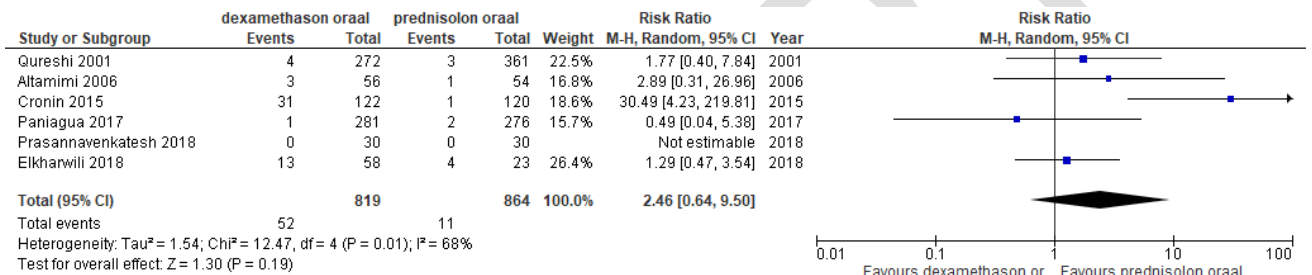 dexamethason oraal prednisolon oraal Risk Ratio Risk Ratio
Study or Subgroup Events Total Events Total Weight M-H, Random, 95% CI Year M-H, Random, 95% CI
Qureshi 2001 4 272 3 361 22.5% 1.77 [0.40, 7.84] 2001
Altamimi 2006 3 56 1 54 16.8% 2.89 [0.31, 26.96] 2006
Cronin 2015 31 122 1 120 18.6% 30.49 [4.23, 219.81] 2015
Paniagua 2017 1 281 2 276 15.7% 0.49 [0.04, 5.38] 2017
Prasannavenkatesh 2018 0 30 0 30 Not estimable 2018
Elkharwili 2018 13 58 4 23 26.4% 1.29 [0.47, 3.54] 2018
Total (95% CI) 819 864 100.0% 2.46 [0.64, 9.50]
Total events 52 11
Heterogeneity: Tau² = 1.54; Chi² = 12.47, df = 4 (P = 0.01); I² = 68%
Test for overall effect: Z = 1.30 (P = 0.19)
0.01 0.1 1 10 100
Favours dexamethason or... Favours prednisolon oraal